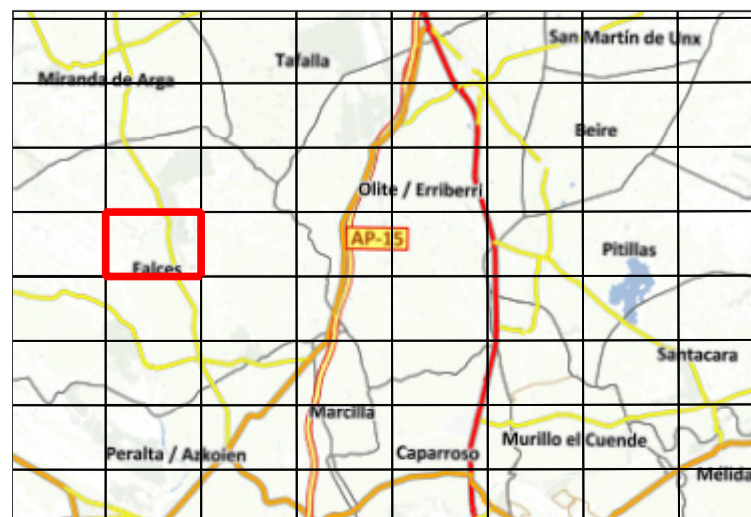 San Martín de Unx
Tafalla
Miranda de Arga
Beire
Olite / Erriberri
AP-15
Pitillas
Falces
Santacara
Marcilla
Murillo el Cuende
Peralta / Azkoien
Caparroso
Mélida